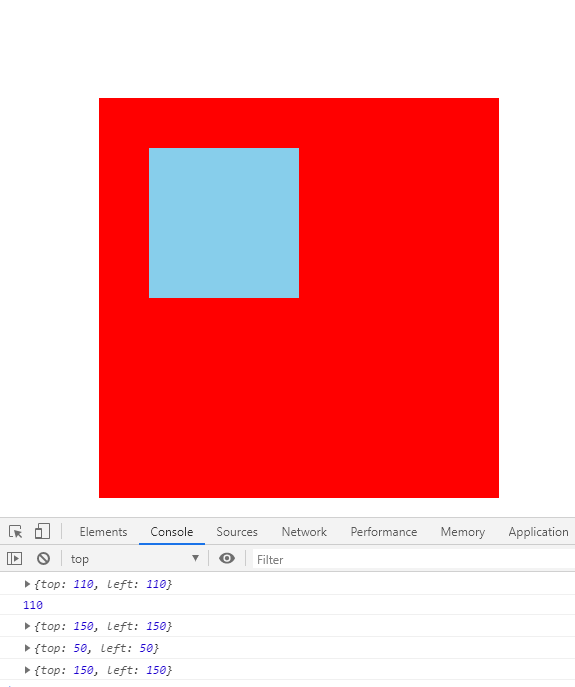 Elements Console Sources Network Performance Memory Application
top Filter
{top: 110, left: 110}
110
{top: 150, left: 150}
{top: 50, left: 50}
{top: 150, left: 150}